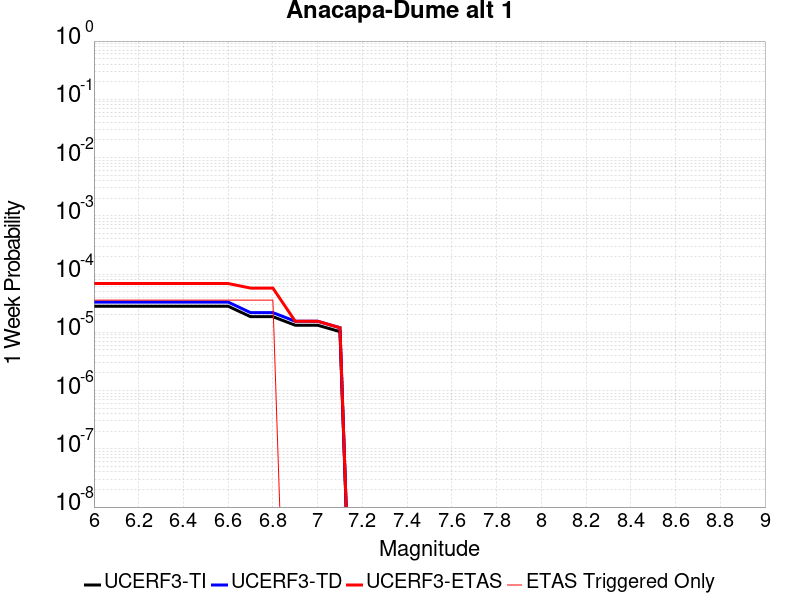 Anacapa-Dume alt 1
10 0
10 -1
10 -2
10 -3
10 -4
10 -5
10 -6
10 -7
10 -8
1 Week Probability
6 6.2 6.4 6.6 6.8 7 7.2 7.4 7.6 7.8 8 8.2 8.4 8.6 8.8 9
Magnitude
UCERF3-TI UCERF3-TD UCERF3-ETAS ETAS Triggered Only